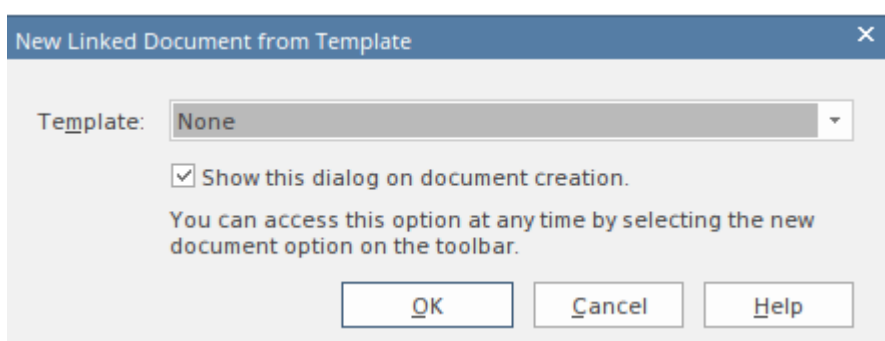 New Linked Document from Template
Template: None
Show this dialog on document creation.
You can access this option at any time by selecting the new
document option on the toolbar.
OK Cancel Help